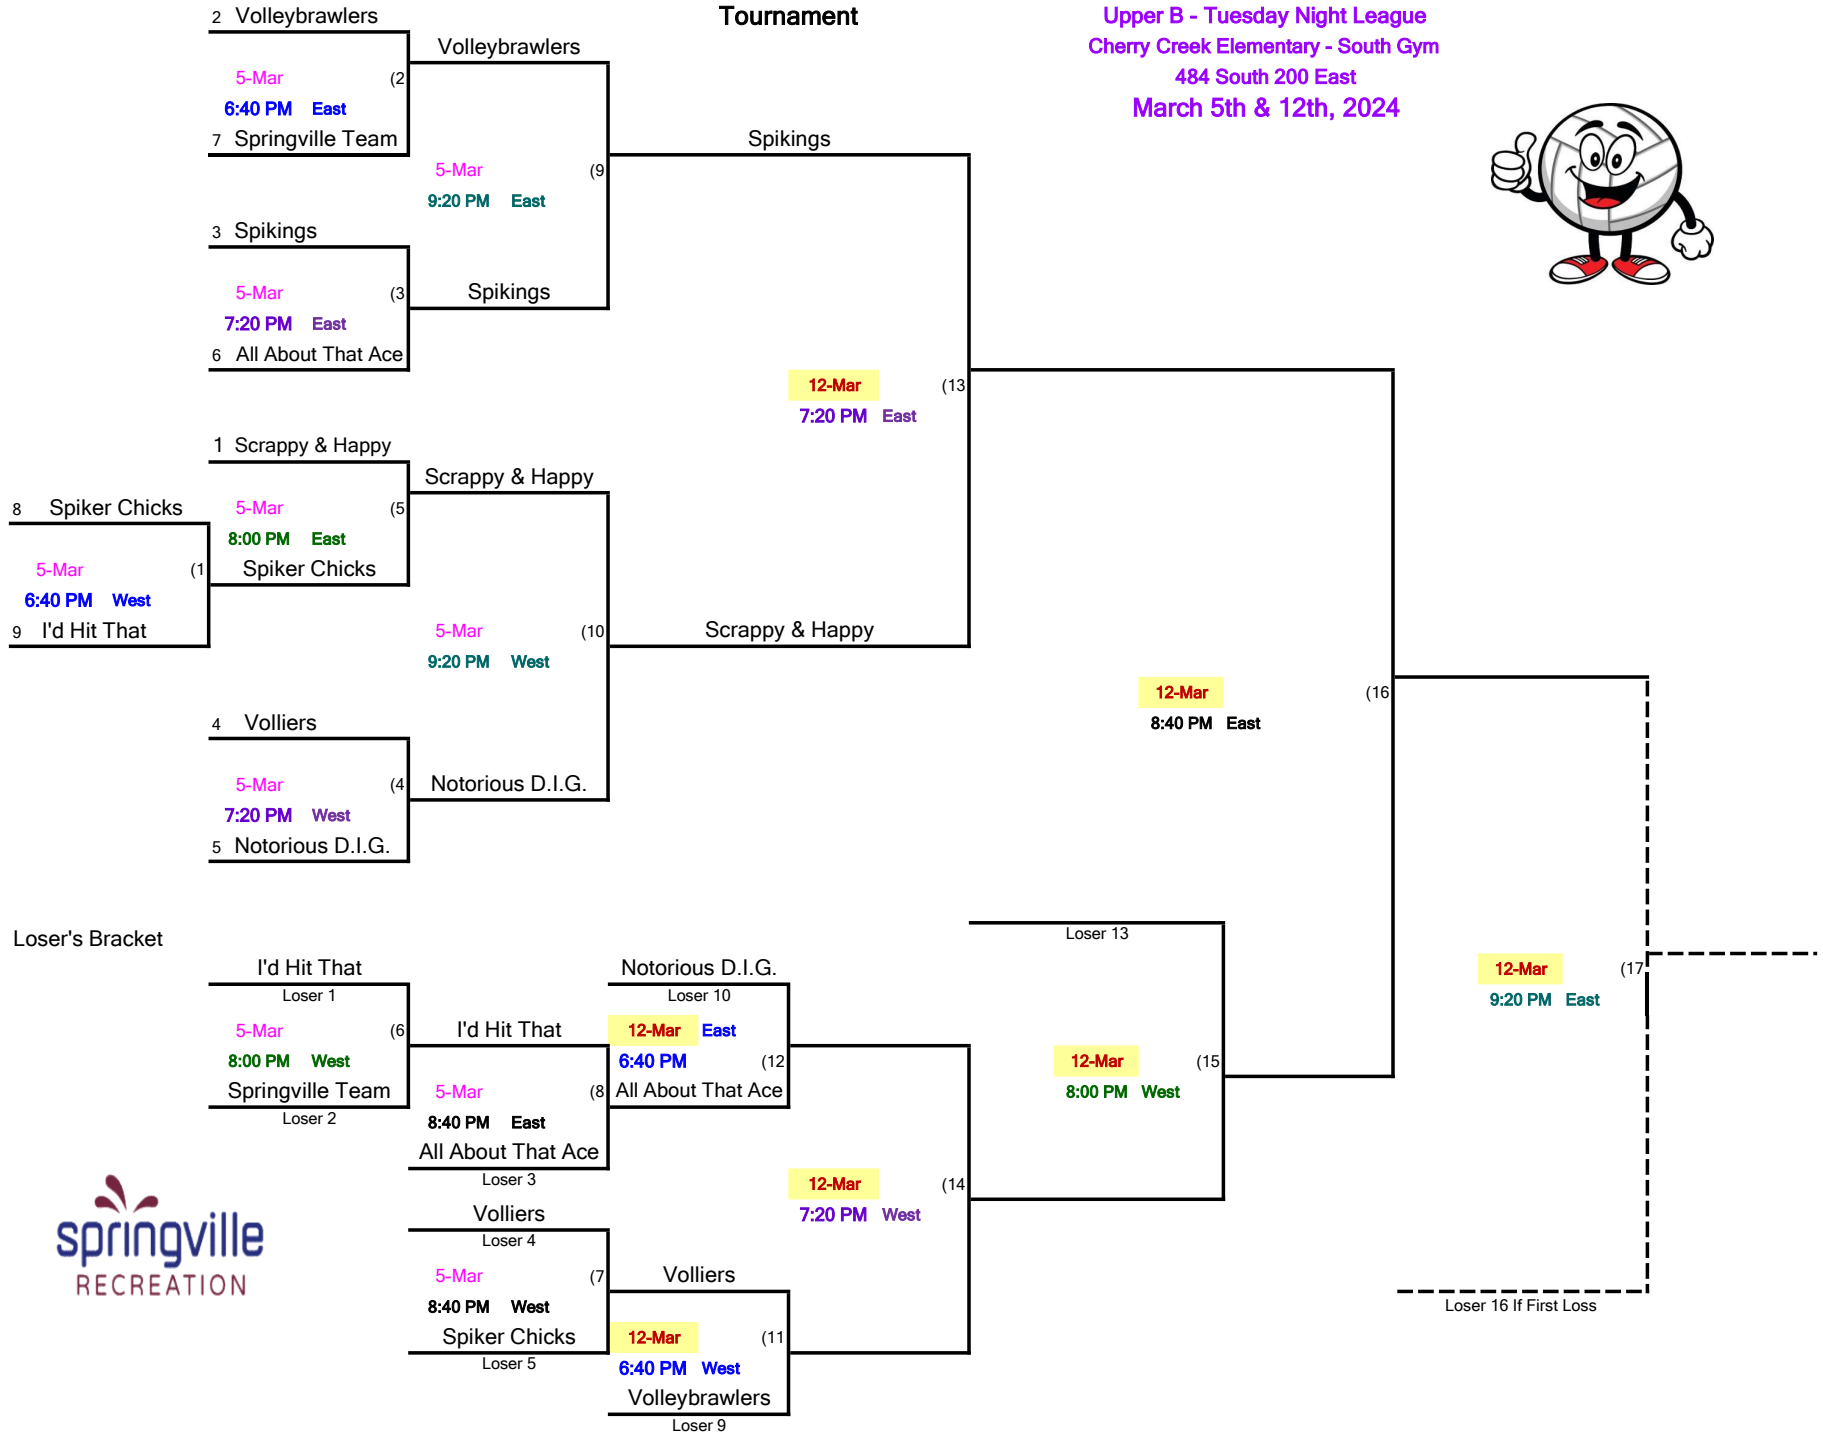 Tournament
Upper B - Tuesday Night League
Cherry Creek Elementary - South Gym
484 South 200 East
March 5th & 12th, 2024
2 Volleybrawlers
Volleybrawlers
5-Mar (2
6:40 PM East
7 Springville Team
Spikings
5-Mar (9
9:20 PM East
3 Spikings
5-Mar (3
Spikings
7:20 PM East
6 All About That Ace
12-Mar (13
7:20 PM East
1 Scrappy & Happy
Scrappy & Happy
8 Spiker Chicks
5-Mar (5
8:00 PM East
Spiker Chicks
5-Mar (1
6:40 PM West
9 I'd Hit That
5-Mar (10
Scrappy & Happy
9:20 PM West
12-Mar (16
8:40 PM East
4 Volliers
5-Mar (4
Notorious D.I.G.
7:20 PM West
5 Notorious D.I.G.
Loser's Bracket
Loser 13
I'd Hit That
Loser 1
Notorious D.I.G.
Loser 10
12-Mar (17
9:20 PM East
5-Mar (6
I'd Hit That
12-Mar East
8:00 PM West
6:40 PM (12
12-Mar (15
8:00 PM West
Springville Team
Loser 2
5-Mar (8
All About That Ace
8:40 PM East
All About That Ace
Loser 3
12-Mar (14
7:20 PM West
Volliers
Loser 4
springville
RECREATION
5-Mar (7
Volliers
8:40 PM West
Loser 16 If First Loss
Spiker Chicks
Loser 5
12-Mar (11
6:40 PM West
Volleybrawlers
Loser 9